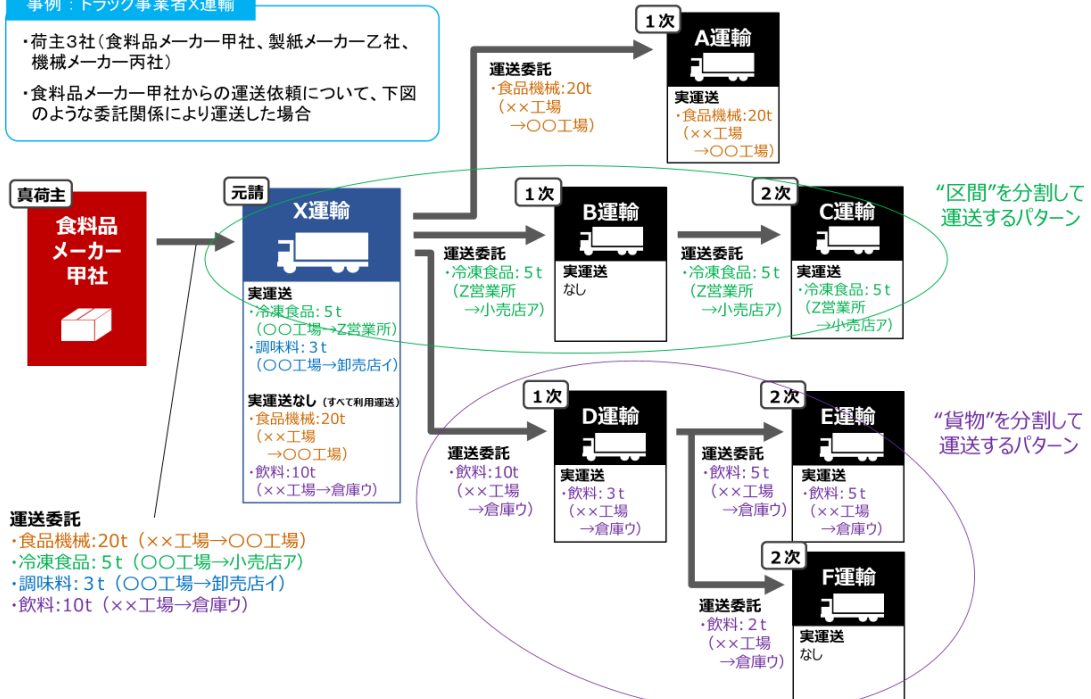 事例：トラック事業者X運輸
・荷主3社（食料品メーカー甲社、製紙メーカー乙社、
機械メーカー丙社）
・食料品メーカー甲社からの運送依頼について、下図
のような委託関係により運送した場合
1次
A運輸
実運送
・食品機械:20t
（××工場
→〇〇工場）
運送委託
・食品機械:20t
（××工場
→〇〇工場）
真荷主
食料品
メーカー
甲社
元請
X運輸
実運送
・冷凍食品：5t
（〇〇工場→Z営業所）
・調味料：3t
（〇〇工場→卸売店イ）
実運送なし（すべて利用運送）
・食品機械:20t
（××工場
→〇〇工場）
・飲料:10t
（××工場→倉庫ウ）
運送委託
・冷凍食品：5t
（Z営業所
→小売店ア）
1次
B運輸
実運送
なし
運送委託
・冷凍食品：5t
（Z営業所
→小売店ア）
2次
C運輸
実運送
・冷凍食品：5t
（Z営業所
→小売店ア）
“区間”を分割して
運送するパターン
運送委託
・飲料:10t
（××工場
→倉庫ウ）
1次
D運輸
実運送
・飲料：3t
（××工場
→倉庫ウ）
運送委託
・飲料：5t
（××工場
→倉庫ウ）
2次
E運輸
実運送
・飲料：5t
（××工場
→倉庫ウ）
“貨物”を分割して
運送するパターン
運送委託
・飲料：2t
（××工場
→倉庫ウ）
2次
F運輸
実運送
なし
運送委託
・食品機械:20t（××工場→〇〇工場）
・冷凍食品：5t（〇〇工場→小売店ア）
・調味料：3t（〇〇工場→卸売店イ）
・飲料:10t（××工場→倉庫ウ）